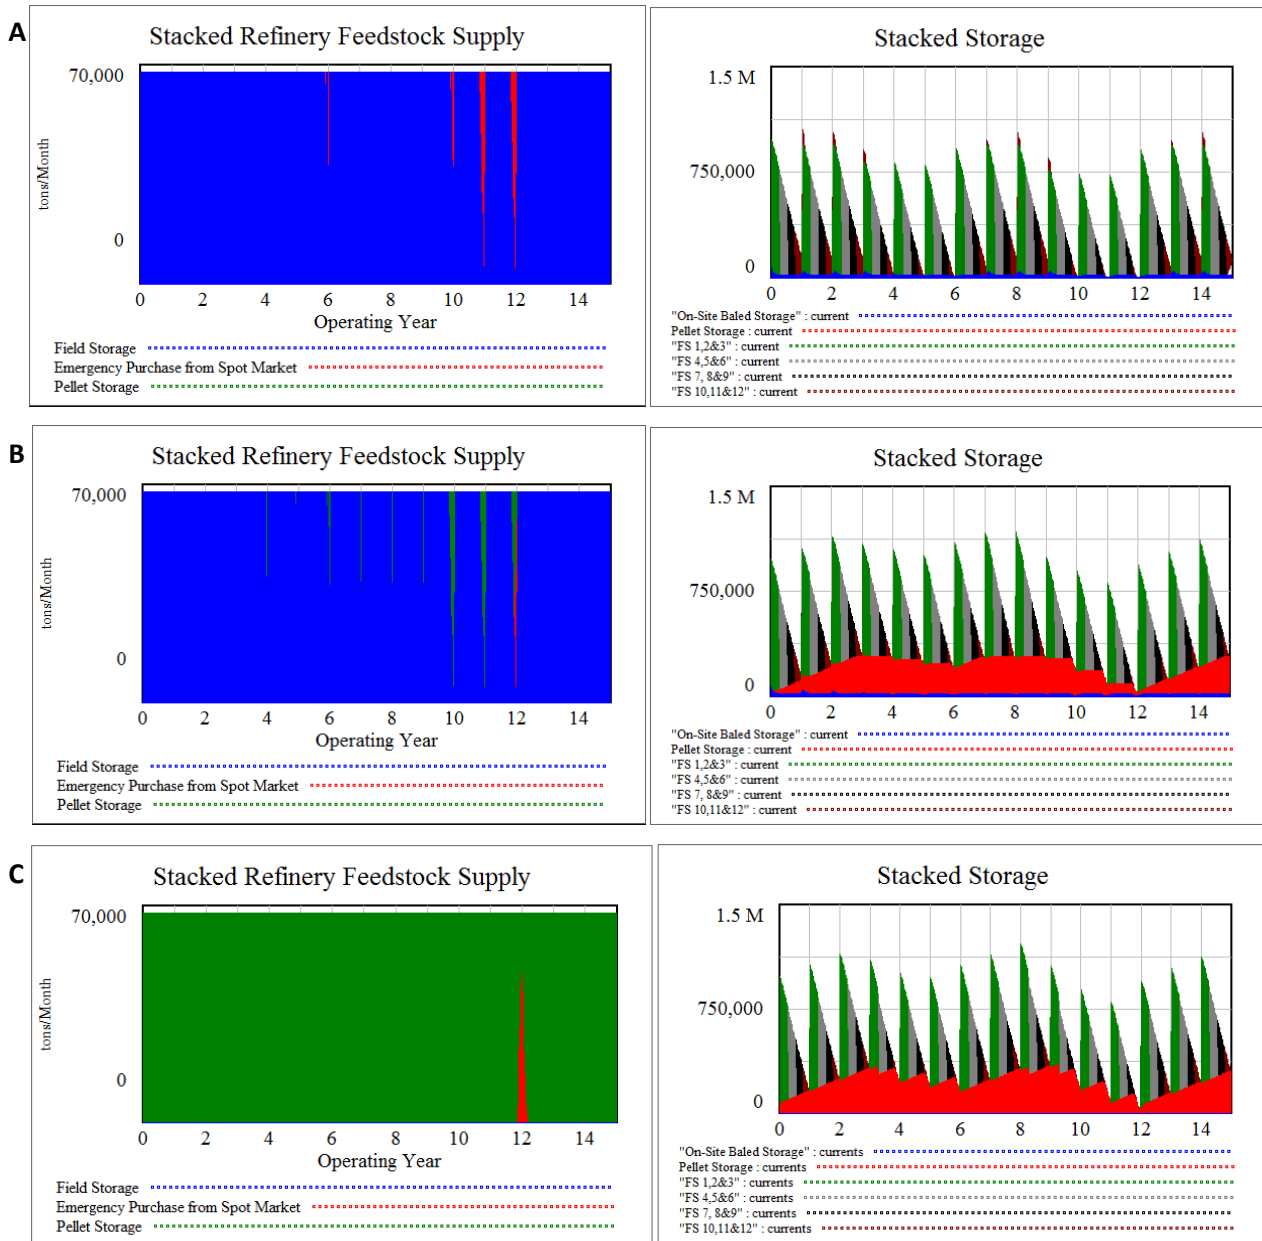 A
Stacked Refinery Feedstock Supply
70,000
tons/Month
0
0 2 4 6 8 10 12 14
Operating Year
Field Storage
Emergency Purchase from Spot Market
Pellet Storage
Stacked Storage
1.5 M
750,000
0
0 2 4 6 8 10 12 14
"On-Site Baled Storage" : current
Pellet Storage : current
"FS 1,2&3" : current
"FS 4,5&6" : current
"FS 7, 8&9" : current
"FS 10,11&12" : current
B
Stacked Refinery Feedstock Supply
70,000
tons/Month
0
0 2 4 6 8 10 12 14
Operating Year
Field Storage
Emergency Purchase from Spot Market
Pellet Storage
Stacked Storage
1.5 M
750,000
0
0 2 4 6 8 10 12 14
"On-Site Baled Storage" : current
Pellet Storage : current
"FS 1,2&3" : current
"FS 4,5&6" : current
"FS 7, 8&9" : current
"FS 10,11&12" : current
C
Stacked Refinery Feedstock Supply
70,000
tons/Month
0
0 2 4 6 8 10 12 14
Operating Year
Field Storage
Emergency Purchase from Spot Market
Pellet Storage
Stacked Storage
1.5 M
750,000
0
0 2 4 6 8 10 12 14
"On-Site Baled Storage" : currents
Pellet Storage : currents
"FS 1,2&3" : currents
"FS 4,5&6" : currents
"FS 7, 8&9" : currents
"FS 10,11&12" : currents